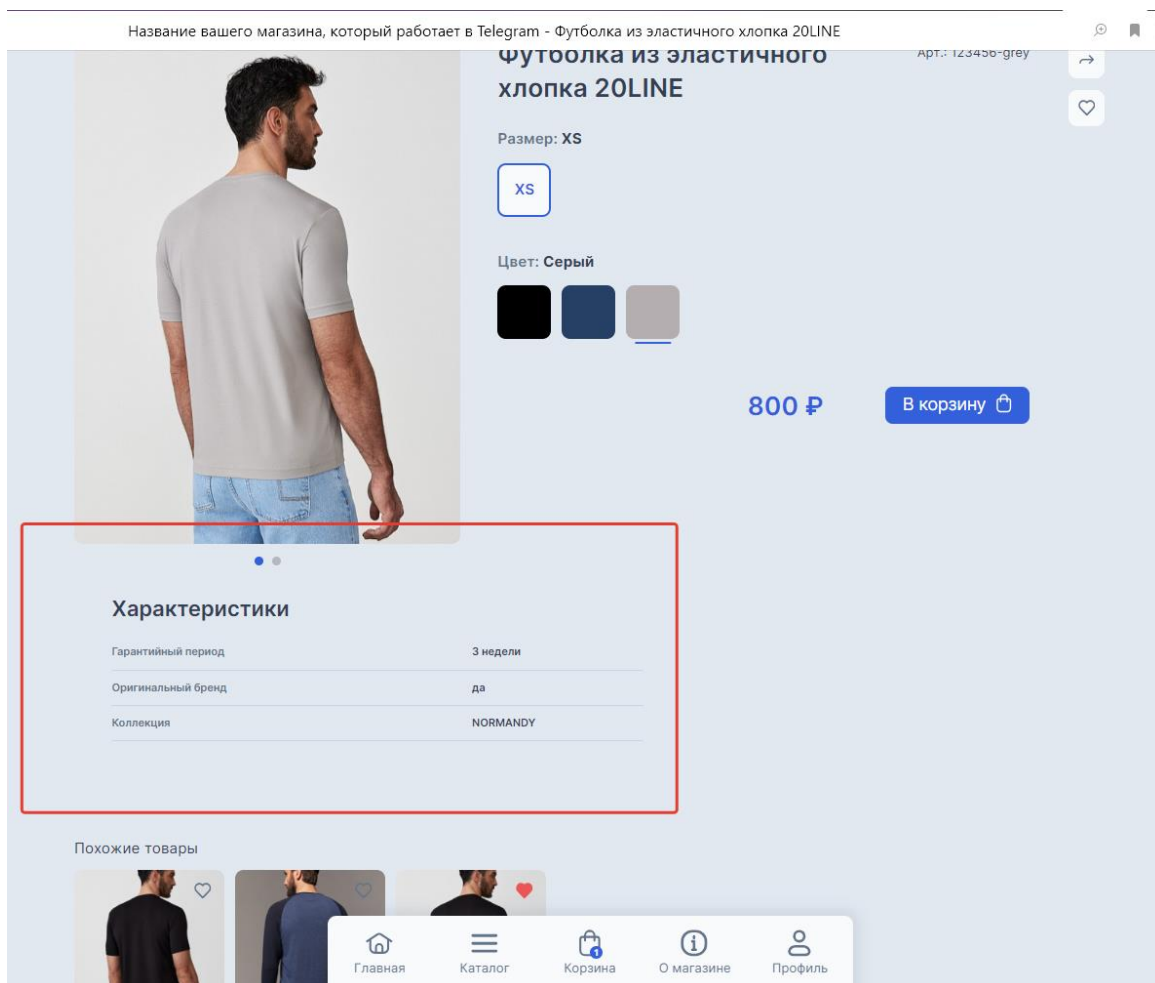 Название вашего магазина, который работает в Telegram - Футболка из эластичного хлопка 20LINE
Футболка из эластичного
хлопка 20LINE
Арт.: 123456-grey
Размер: XS
XS
Цвет: Серый
800 ₽
В корзину
Характеристики
Гарантийный период 3 недели
Оригинальный бренд да
Коллекция NORMANDY
Похожие товары
1
Главная Каталог Корзина О магазине Профиль